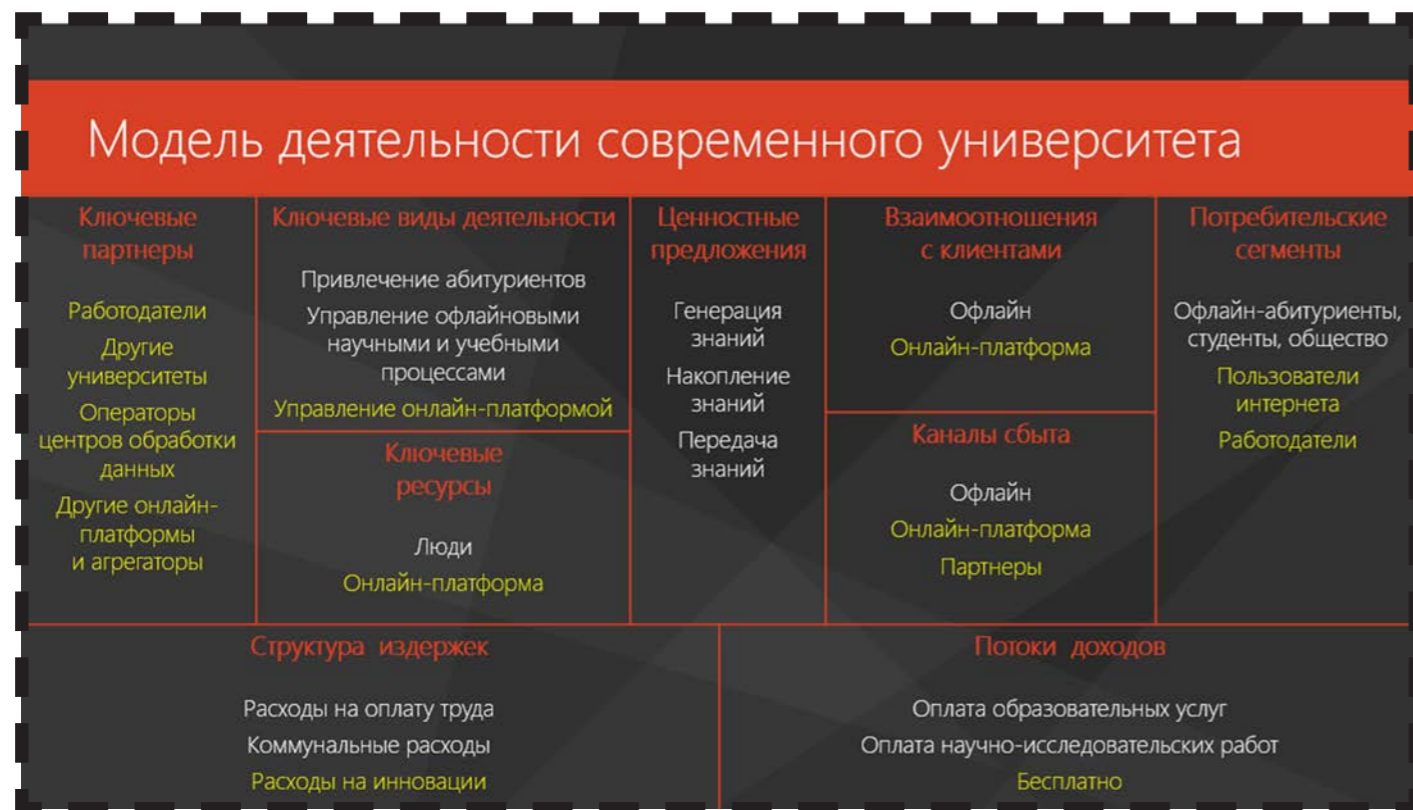 Модель деятельности современного университета
Ключевые
партнеры
Работодатели
Другие
университеты
Операторы
центров обработки
данных
Другие онлайн-
платформы
и агрегаторы
Ключевые виды деятельности
Привлечение абитуриентов
Управление офлайновыми
научными и учебными
процессами
Управление онлайн-платформой
Ключевые
ресурсы
Люди
Онлайн-платформа
Ценностные
предложения
Генерация
знаний
Накопление
знаний
Передача
знаний
Взаимоотношения
с клиентами
Офлайн
Онлайн-платформа
Каналы сбыта
Офлайн
Онлайн-платформа
Партнеры
Потребительские
сегменты
Офлайн-абитуриенты,
студенты, общество
Пользователи
интернета
Работодатели
Структура издержек
Расходы на оплату труда
Коммунальные расходы
Расходы на инновации
Потоки доходов
Оплата образовательных услуг
Оплата научно-исследовательских работ
Бесплатно